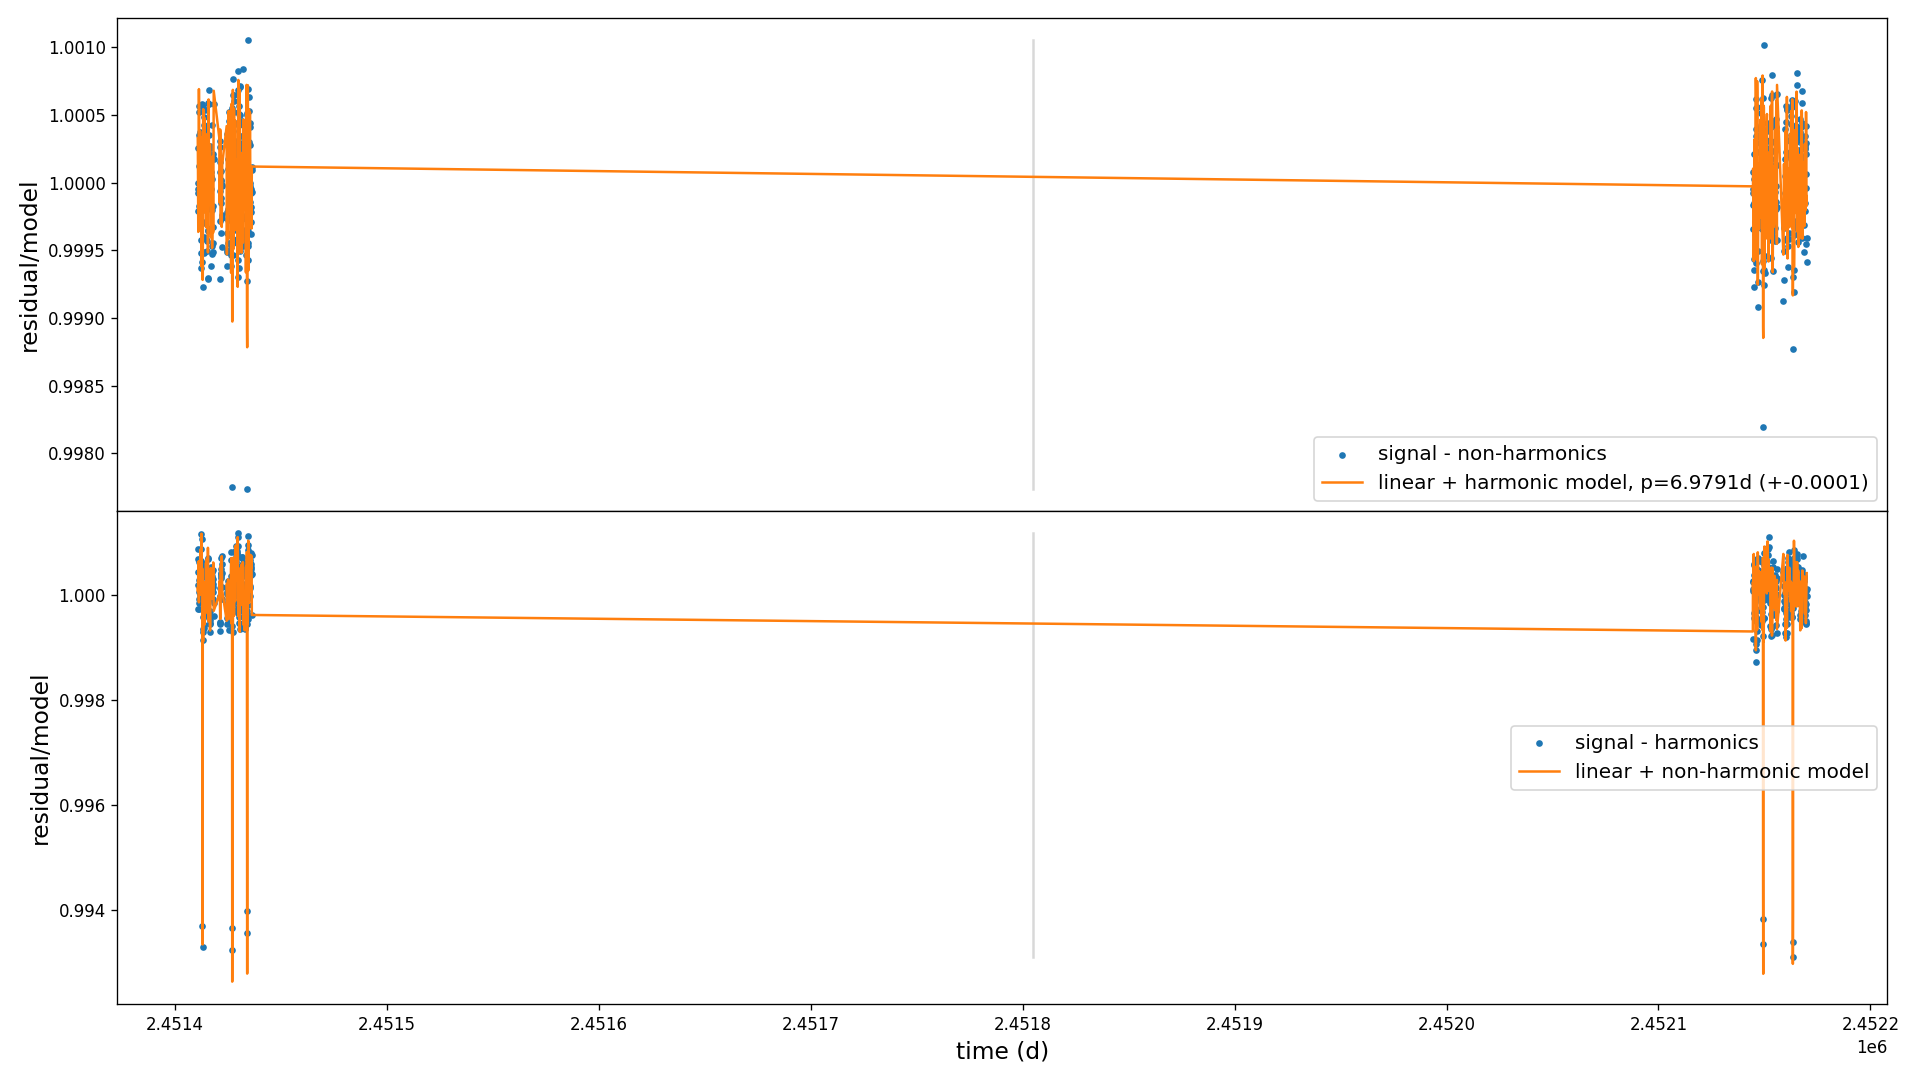 1.0010
1.0005
1.0000
0.9995
0.9990
0.9985
0.9980
residual/model
signal - non-harmonics
linear + harmonic model, p=6.9791d (+-0.0001)
1.000
0.998
0.996
0.994
residual/model
signal - harmonics
linear + non-harmonic model
2.4514 2.4515 2.4516 2.4517 2.4518 2.4519 2.4520 2.4521 2.4522
1e6
time (d)